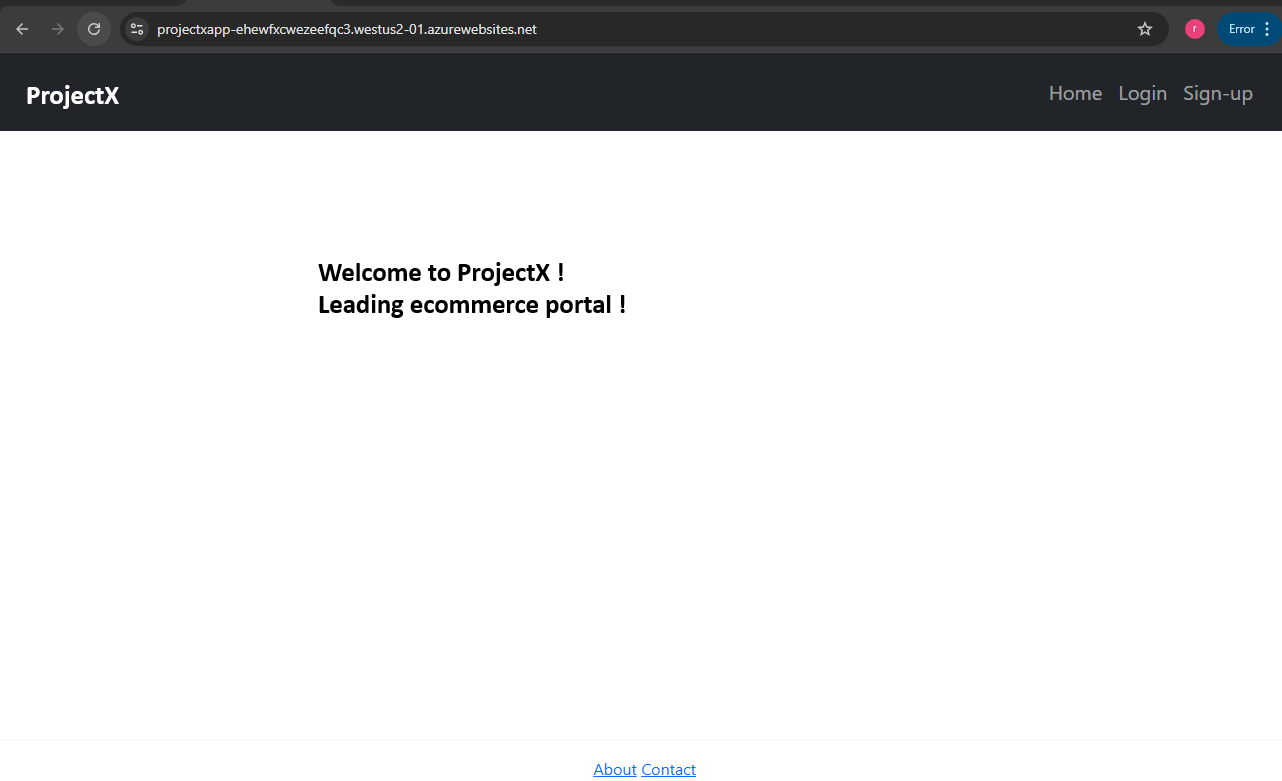 projectxapp-ehewfxcwezeefqc3.westus2-01.azurewebsites.net
r
Error
ProjectX
Home Login Sign-up
Welcome to ProjectX !
Leading ecommerce portal !
About Contact